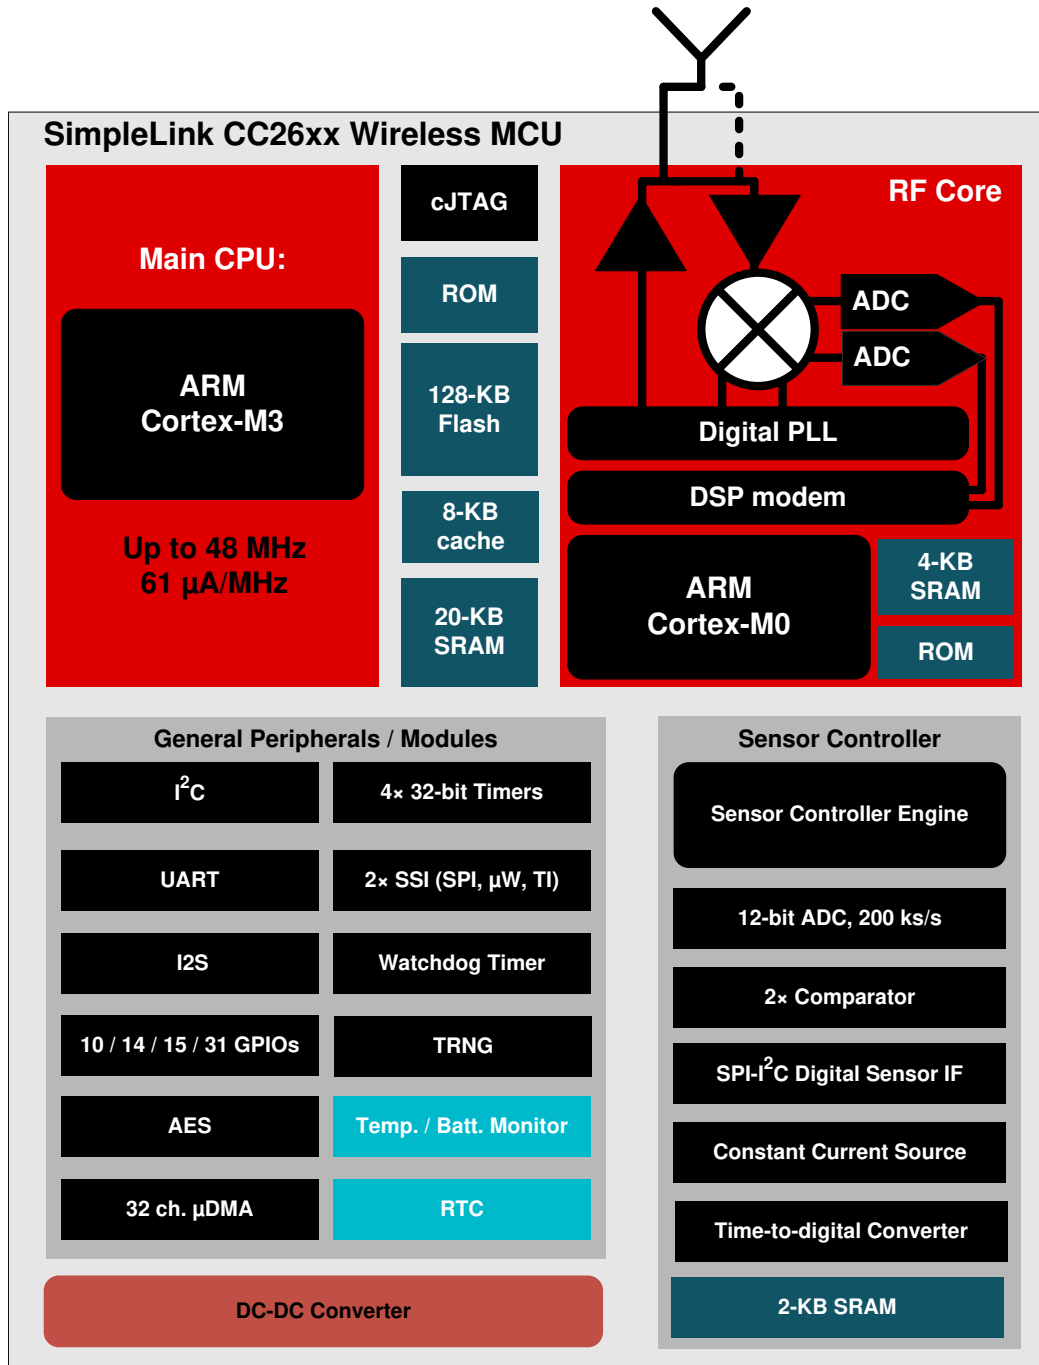 SimpleLink CC26xx Wireless MCU
Main CPU:
ARM
Cortex-M3
Up to 48 MHz
61 µA/MHz
cJTAG
ROM
128-KB
Flash
8-KB
cache
20-KB
SRAM
RF Core
ADC
ADC
Digital PLL
DSP modem
ARM
Cortex-M0
4-KB
SRAM
ROM
General Peripherals / Modules
I²C
4× 32-bit Timers
UART
2× SSI (SPI, µW, TI)
I2S
Watchdog Timer
10 / 14 / 15 / 31 GPIOs
TRNG
AES
Temp. / Batt. Monitor
32 ch. µDMA
RTC
DC-DC Converter
Sensor Controller
Sensor Controller Engine
12-bit ADC, 200 ks/s
2× Comparator
SPI-I²C Digital Sensor IF
Constant Current Source
Time-to-digital Converter
2-KB SRAM